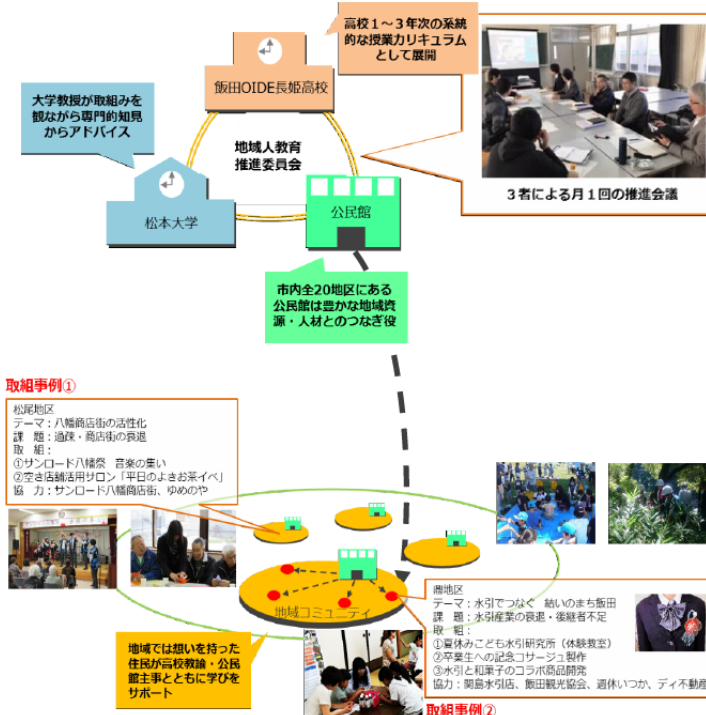 高校１～３年次の系統
的な授業カリキュラム
として展開
飯田OIDE長姫高校
大学教授が取組みを
観ながら専門的知見
からアドバイス
地域人教育
推進委員会
松本大学
公民館
３者による月１回の推進会議
市内全20地区にある
公民館は豊かな地域資
源・人材とのつなぎ役
取組事例①
松尾地区
テーマ：八幡商店街の活性化
課　題：過疎・商店街の衰退
取　組：
①サンロード八幡祭　音楽の集い
②空き店舗活用サロン「平日のよきお茶イベ」
協　力：サンロード八幡商店街、ゆめのや
地域コミュニティ
地域では想いを持った
住民が高校教諭・公民
館主事とともに学びを
サポート
鼎地区
テーマ：水引でつなぐ　結いのまち飯田
課　題：水引産業の衰退・後継者不足
取　組：
①夏休みこども水引研究所（体験教室）
②卒業生への記念コサージュ製作
③水引と和菓子のコラボ商品開発
協力：関島水引店、飯田観光協会、週休いつか、ディ不動産
取組事例②